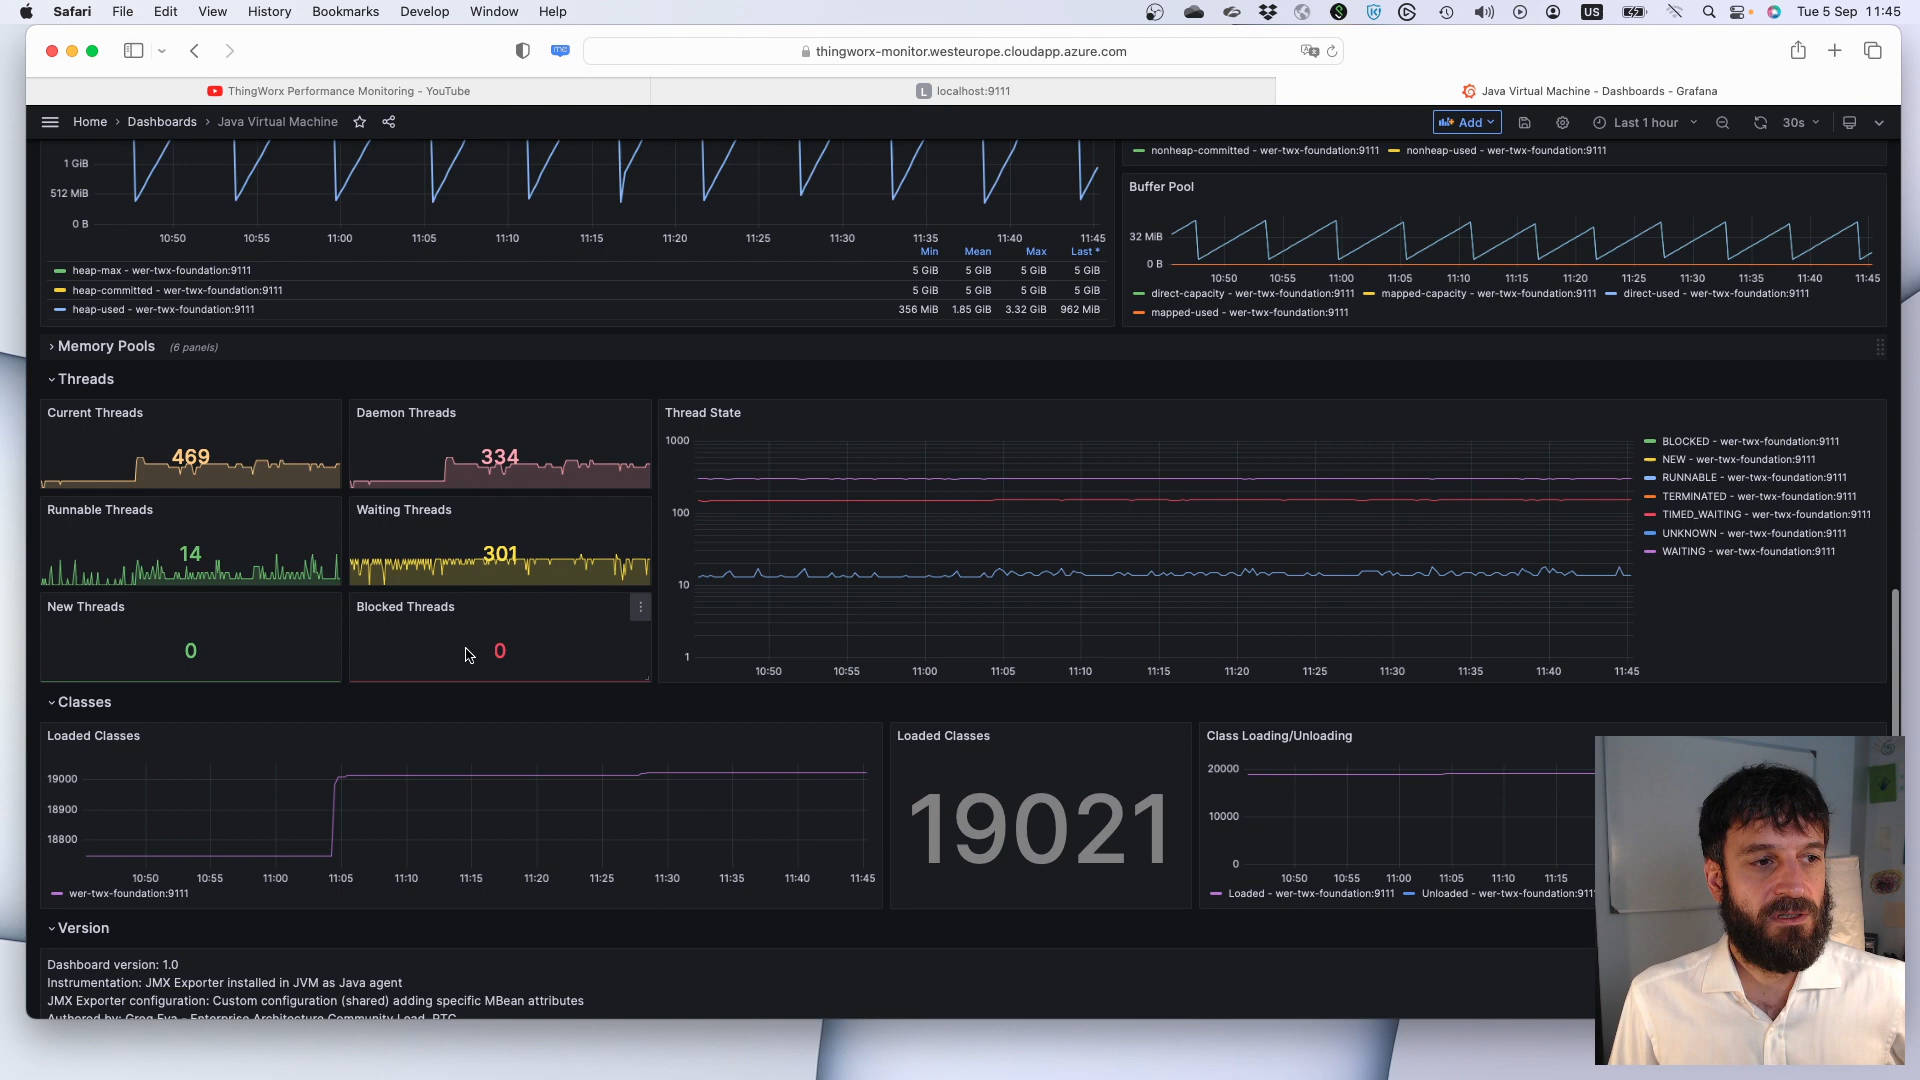 Safari File Edit View History Bookmarks Develop Window Help US Tue 5 Sep 11:45
thingworx-monitor.westeurope.cloudapp.azure.com
ThingWorx Performance Monitoring - YouTube
L localhost:9111
Java Virtual Machine - Dashboards - Grafana
Home › Dashboards › Java Virtual Machine
Add Last 1 hour 30s
1 GiB
512 MiB
0 B
10:50 10:55 11:00 11:05 11:10 11:15 11:20 11:25 11:30 11:35 11:40 11:45
Min Mean Max Last *
heap-max - wer-twx-foundation:9111 5 GiB 5 GiB 5 GiB 5 GiB
heap-committed - wer-twx-foundation:9111 5 GiB 5 GiB 5 GiB 5 GiB
heap-used - wer-twx-foundation:9111 356 MiB 1.85 GiB 3.32 GiB 962 MiB
nonheap-committed - wer-twx-foundation:9111 nonheap-used - wer-twx-foundation:9111
Buffer Pool
32 MiB
0 B
10:50 10:55 11:00 11:05 11:10 11:15 11:20 11:25 11:30 11:35 11:40 11:45
direct-capacity - wer-twx-foundation:9111 mapped-capacity - wer-twx-foundation:9111 direct-used - wer-twx-foundation:9111
mapped-used - wer-twx-foundation:9111
Memory Pools (6 panels)
Threads
Current Threads
469
Daemon Threads
334
Runnable Threads
14
Waiting Threads
301
New Threads
0
Blocked Threads
0
Thread State
1000
100
10
1
10:50 10:55 11:00 11:05 11:10 11:15 11:20 11:25 11:30 11:35 11:40 11:45
BLOCKED - wer-twx-foundation:9111
NEW - wer-twx-foundation:9111
RUNNABLE - wer-twx-foundation:9111
TERMINATED - wer-twx-foundation:9111
TIMED_WAITING - wer-twx-foundation:9111
UNKNOWN - wer-twx-foundation:9111
WAITING - wer-twx-foundation:9111
Classes
Loaded Classes
19000
18900
18800
10:50 10:55 11:00 11:05 11:10 11:15 11:20 11:25 11:30 11:35 11:40 11:45
wer-twx-foundation:9111
Loaded Classes
19021
Class Loading/Unloading
20000
10000
0
10:50 10:55 11:00 11:05 11:10 11:15
Loaded - wer-twx-foundation:9111 Unloaded - wer-twx-foundation:911
Version
Dashboard version: 1.0
Instrumentation: JMX Exporter installed in JVM as Java agent
JMX Exporter configuration: Custom configuration (shared) adding specific MBean attributes
Authored by: Greg Eva - Enterprise Architecture Community Lead, PTC